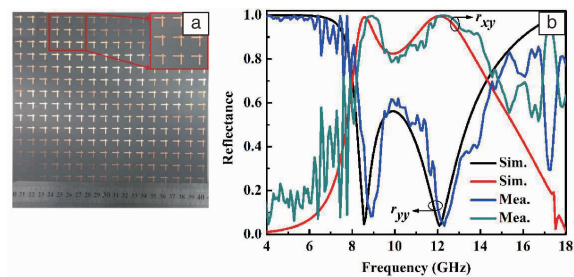 a
b
1.0
0.8
0.6
0.4
0.2
0.0
Reflectance
r_xy
r_yy
Sim.
Sim.
Mea.
Mea.
4 6 8 10 12 14 16 18
Frequency (GHz)